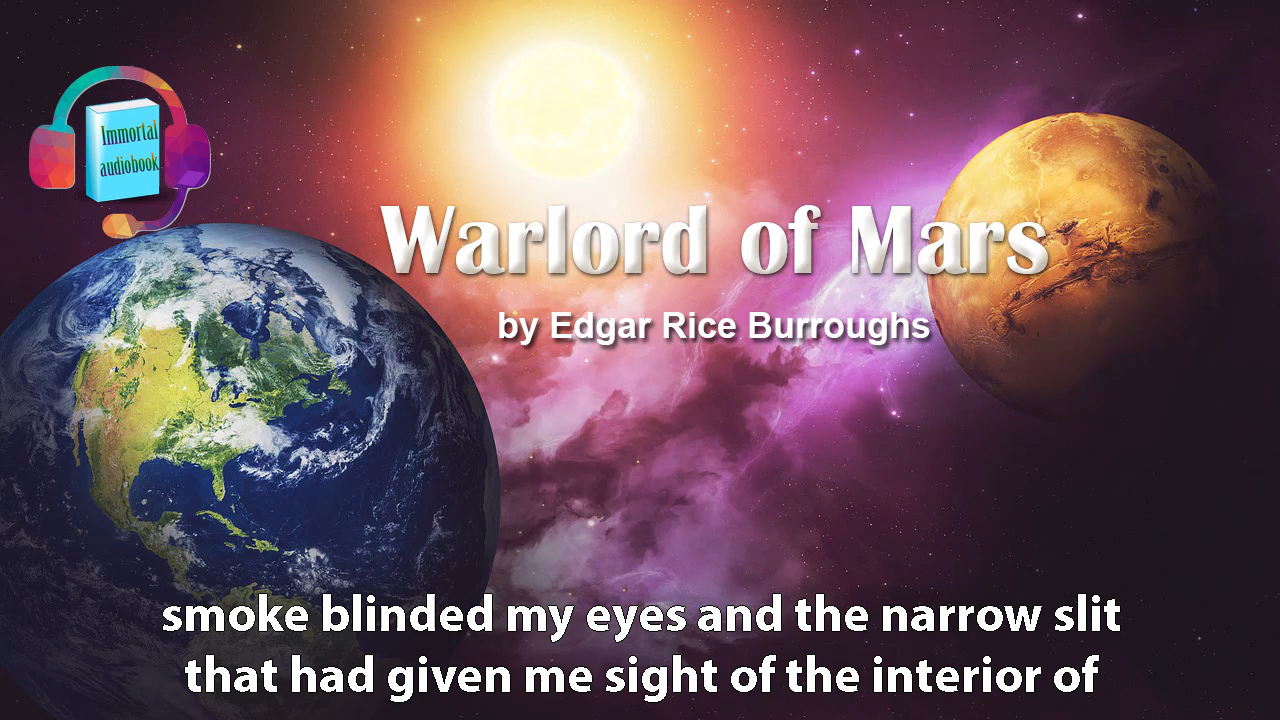 Immortal
audiobook
Warlord of Mars
by Edgar Rice Burroughs
smoke blinded my eyes and the narrow slit
that had given me sight of the interior of